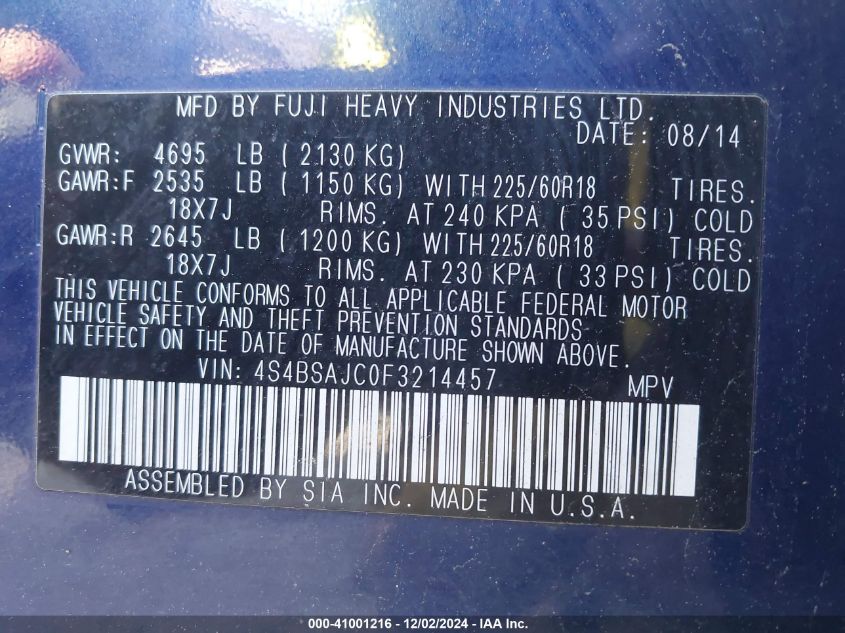 MFD BY FUJI HEAVY INDUSTRIES LTD.
DATE: 08/14
GVWR: 4695 LB ( 2130 KG)
GAWR:F 2535 LB ( 1150 KG) WITH 225/60R18 TIRES.
18X7J RIMS. AT 240 KPA ( 35 PSI) COLD
GAWR:R 2645 LB ( 1200 KG) WITH 225/60R18 TIRES.
18X7J RIMS. AT 230 KPA ( 33 PSI) COLD
THIS VEHICLE CONFORMS TO ALL APPLICABLE FEDERAL MOTOR
VEHICLE SAFETY AND THEFT PREVENTION STANDARDS
IN EFFECT ON THE DATE OF MANUFACTURE SHOWN ABOVE.
VIN: 4S4BSAJC0F3214457 MPV
ASSEMBLED BY SIA INC. MADE IN U.S.A.
000-41001216 - 12/02/2024 - IAA Inc.